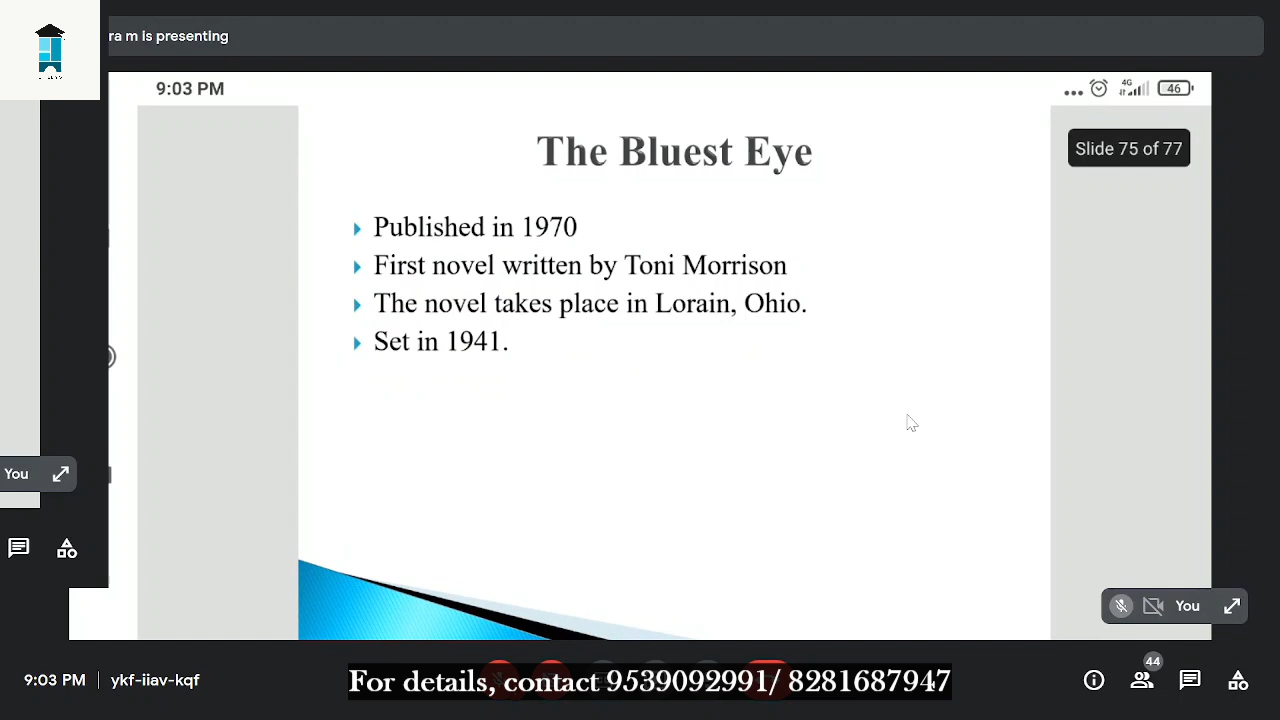 ra m is presenting
9:03 PM
4G
46
The Bluest Eye
Slide 75 of 77
Published in 1970
First novel written by Toni Morrison
The novel takes place in Lorain, Ohio.
Set in 1941.
You
You
44
9:03 PM | ykf-iiav-kqf
For details, contact 9539092991/ 8281687947